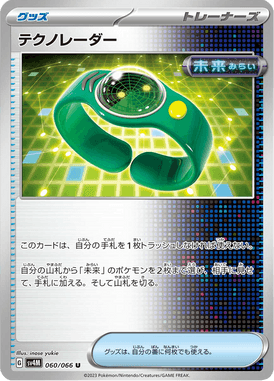 グッズ
トレーナーズ
テクノレーダー
未来 みらい
このカードは、自分の手札を1枚トラッシュしなければ使えない。
自分の山札から「未来」のポケモンを2枚まで選び、相手に見せ
て、手札に加える。そして山札を切る。
Illus. inose yukie
G SV4M 060/066 U
グッズは、自分の番に何枚でも使える。
©2023 Pokémon/Nintendo/Creatures/GAME FREAK.